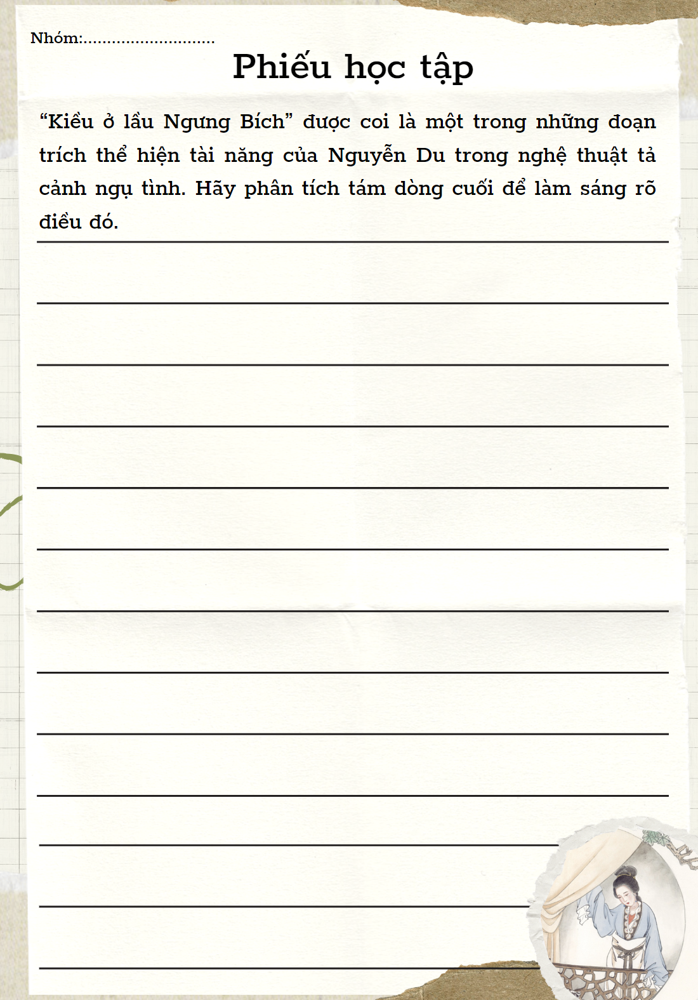 Nhóm:............................
Phiếu học tập
“Kiều ở lầu Ngưng Bích” được coi là một trong những đoạn
trích thể hiện tài năng của Nguyễn Du trong nghệ thuật tả
cảnh ngụ tình. Hãy phân tích tám dòng cuối để làm sáng rõ
điều đó.